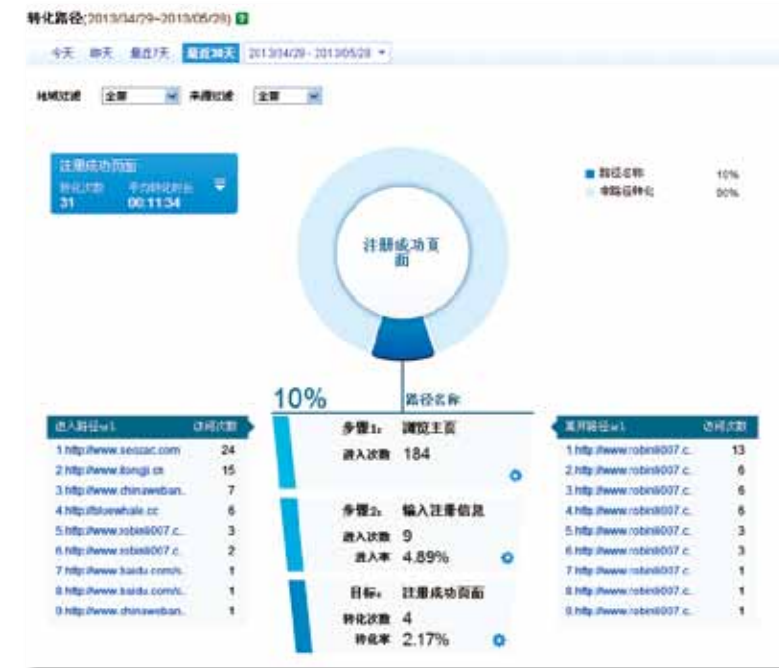 转化路径(2013/04/29~2013/05/28) ?
今天 昨天 最近7天 最近30天 2013/04/29 - 2013/05/28
地域过滤 全部 来源过滤 全部
注册成功页面
转化次数 平均转化时长
31 00:11:34
路径名称 10%
非路径转化 90%
注册成功页
面
10% 路径名称
进入路径url 访问次数
1.http://www.seozac.com 24
2.http://www.itongji.cn 15
3.http://www.chinaweban.. 7
4.http://bluewhale.cc 6
5.http://www.robinli007.c.. 3
6.http://www.robinli007.c.. 2
7.http://www.baidu.com/s.. 1
8.http://www.baidu.com/c.. 1
9.http://www.chinaweban.. 1
步骤1: 浏览主页
进入次数 184
步骤2: 输入注册信息
进入次数 9
进入率 4.89%
目标: 注册成功页面
转化次数 4
转化率 2.17%
离开路径url 访问次数
1.http://www.robinli007.c.. 13
2.http://www.robinli007.c.. 6
3.http://www.robinli007.c.. 6
4.http://www.robinli007.c.. 6
5.http://www.robinli007.c.. 3
6.http://www.robinli007.c.. 3
7.http://www.robinli007.c.. 1
8.http://www.robinli007.c.. 1
9.http://www.robinli007.c.. 1